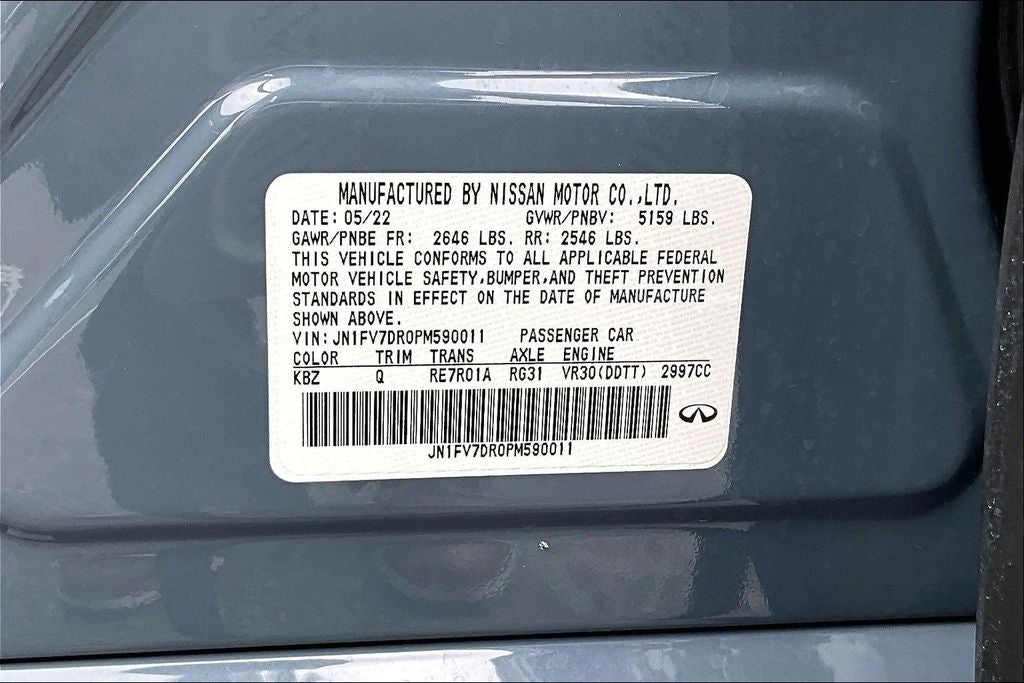 MANUFACTURED BY NISSAN MOTOR CO.,LTD.
DATE: 05/22 GVWR/PNBV: 5159 LBS.
GAWR/PNBE FR: 2646 LBS. RR: 2546 LBS.
THIS VEHICLE CONFORMS TO ALL APPLICABLE FEDERAL
MOTOR VEHICLE SAFETY,BUMPER,AND THEFT PREVENTION
STANDARDS IN EFFECT ON THE DATE OF MANUFACTURE
SHOWN ABOVE.
VIN:JN1FV7DR0PM590011 PASSENGER CAR
COLOR TRIM TRANS AXLE ENGINE
KBZ Q RE7R01A RG31 VR30(DDTT) 2997CC
JN1FV7DR0PM590011